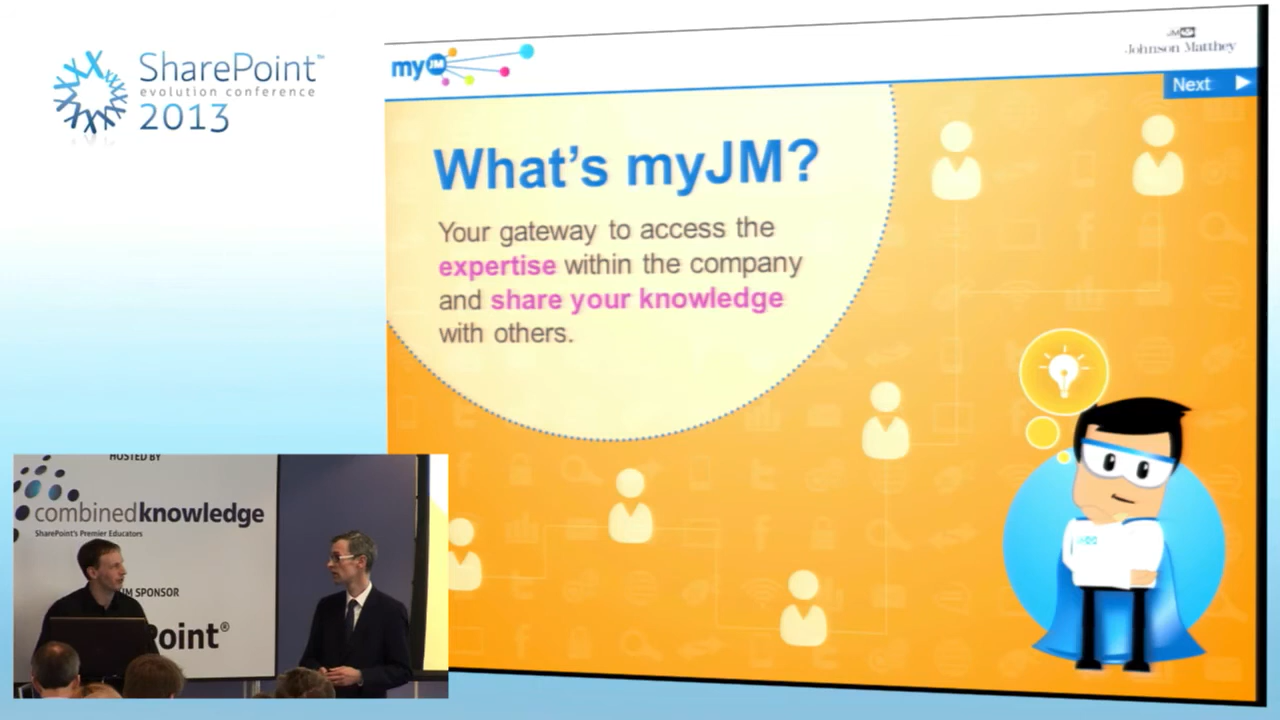 SharePoint™
evolution conference
2013
myJM
JM
Johnson Matthey
Next
What's myJM?
Your gateway to access the
expertise within the company
and share your knowledge
with others.
HOSTED BY
combinedknowledge
SharePoint's Premier Educators
SPONSOR
Point®